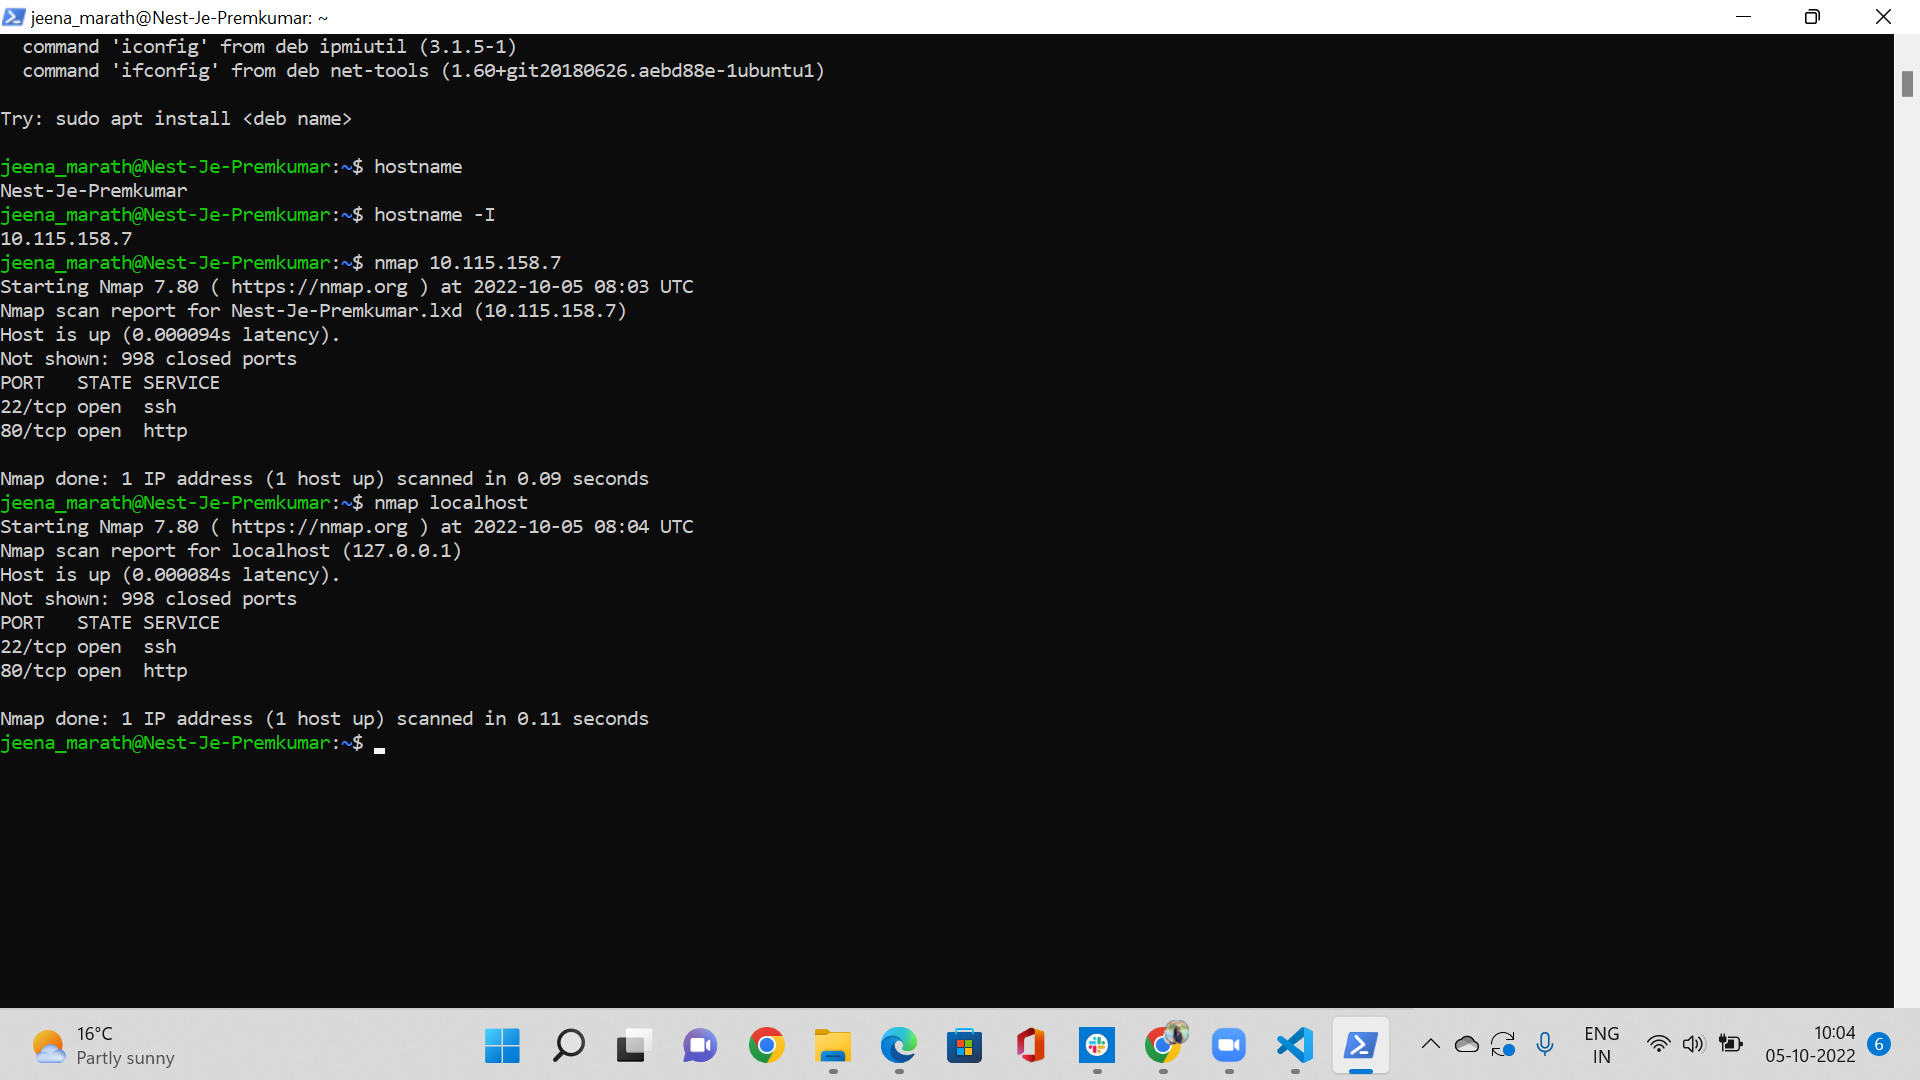 jeena_marath@Nest-Je-Premkumar: ~
  command 'iconfig' from deb ipmiutil (3.1.5-1)
  command 'ifconfig' from deb net-tools (1.60+git20180626.aebd88e-1ubuntu1)
Try: sudo apt install <deb name>
jeena_marath@Nest-Je-Premkumar:~$ hostname
Nest-Je-Premkumar
jeena_marath@Nest-Je-Premkumar:~$ hostname -I
10.115.158.7
jeena_marath@Nest-Je-Premkumar:~$ nmap 10.115.158.7
Starting Nmap 7.80 ( https://nmap.org ) at 2022-10-05 08:03 UTC
Nmap scan report for Nest-Je-Premkumar.lxd (10.115.158.7)
Host is up (0.000094s latency).
Not shown: 998 closed ports
PORT   STATE SERVICE
22/tcp open  ssh
80/tcp open  http
Nmap done: 1 IP address (1 host up) scanned in 0.09 seconds
jeena_marath@Nest-Je-Premkumar:~$ nmap localhost
Starting Nmap 7.80 ( https://nmap.org ) at 2022-10-05 08:04 UTC
Nmap scan report for localhost (127.0.0.1)
Host is up (0.000084s latency).
Not shown: 998 closed ports
PORT   STATE SERVICE
22/tcp open  ssh
80/tcp open  http
Nmap done: 1 IP address (1 host up) scanned in 0.11 seconds
jeena_marath@Nest-Je-Premkumar:~$
16°C
Partly sunny
ENG
IN
10:04
05-10-2022
6